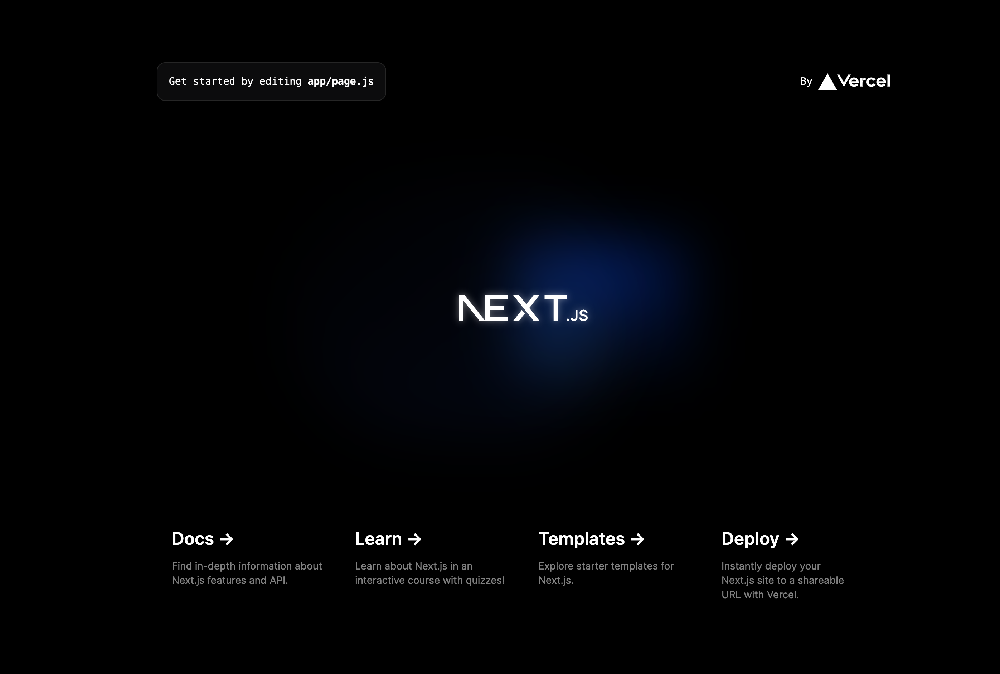 Get started by editing app/page.js
By Vercel
NEXT.JS
Docs →
Find in-depth information about
Next.js features and API.
Learn →
Learn about Next.js in an
interactive course with quizzes!
Templates →
Explore starter templates for
Next.js.
Deploy →
Instantly deploy your
Next.js site to a shareable
URL with Vercel.